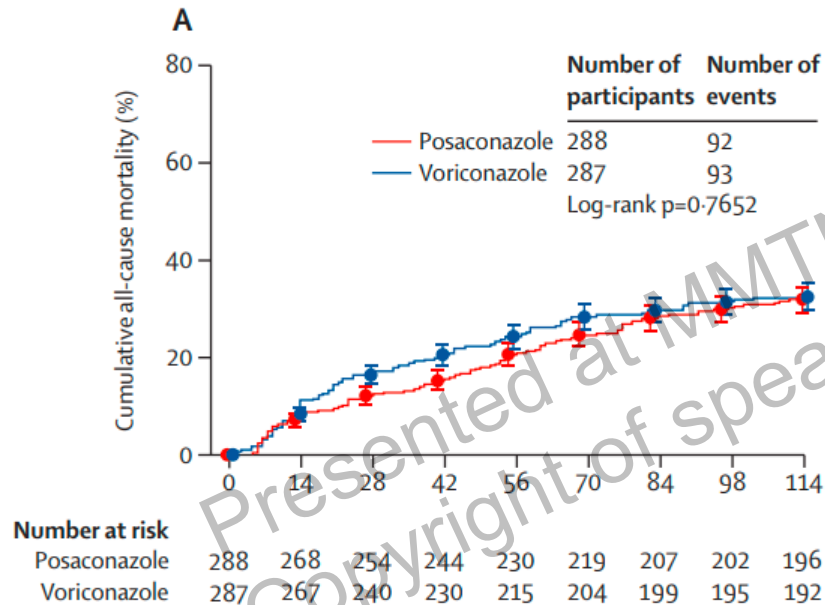 A
Cumulative all-cause mortality (%)
80
60
40
20
0
Number of Number of
participants events
Posaconazole 288 92
Voriconazole 287 93
Log-rank p=0·7652
0 14 28 42 56 70 84 98 114
Number at risk
Posaconazole 288 268 254 244 230 219 207 202 196
Voriconazole 287 267 240 230 215 204 199 195 192
Presented at MMT
Copyright of spea